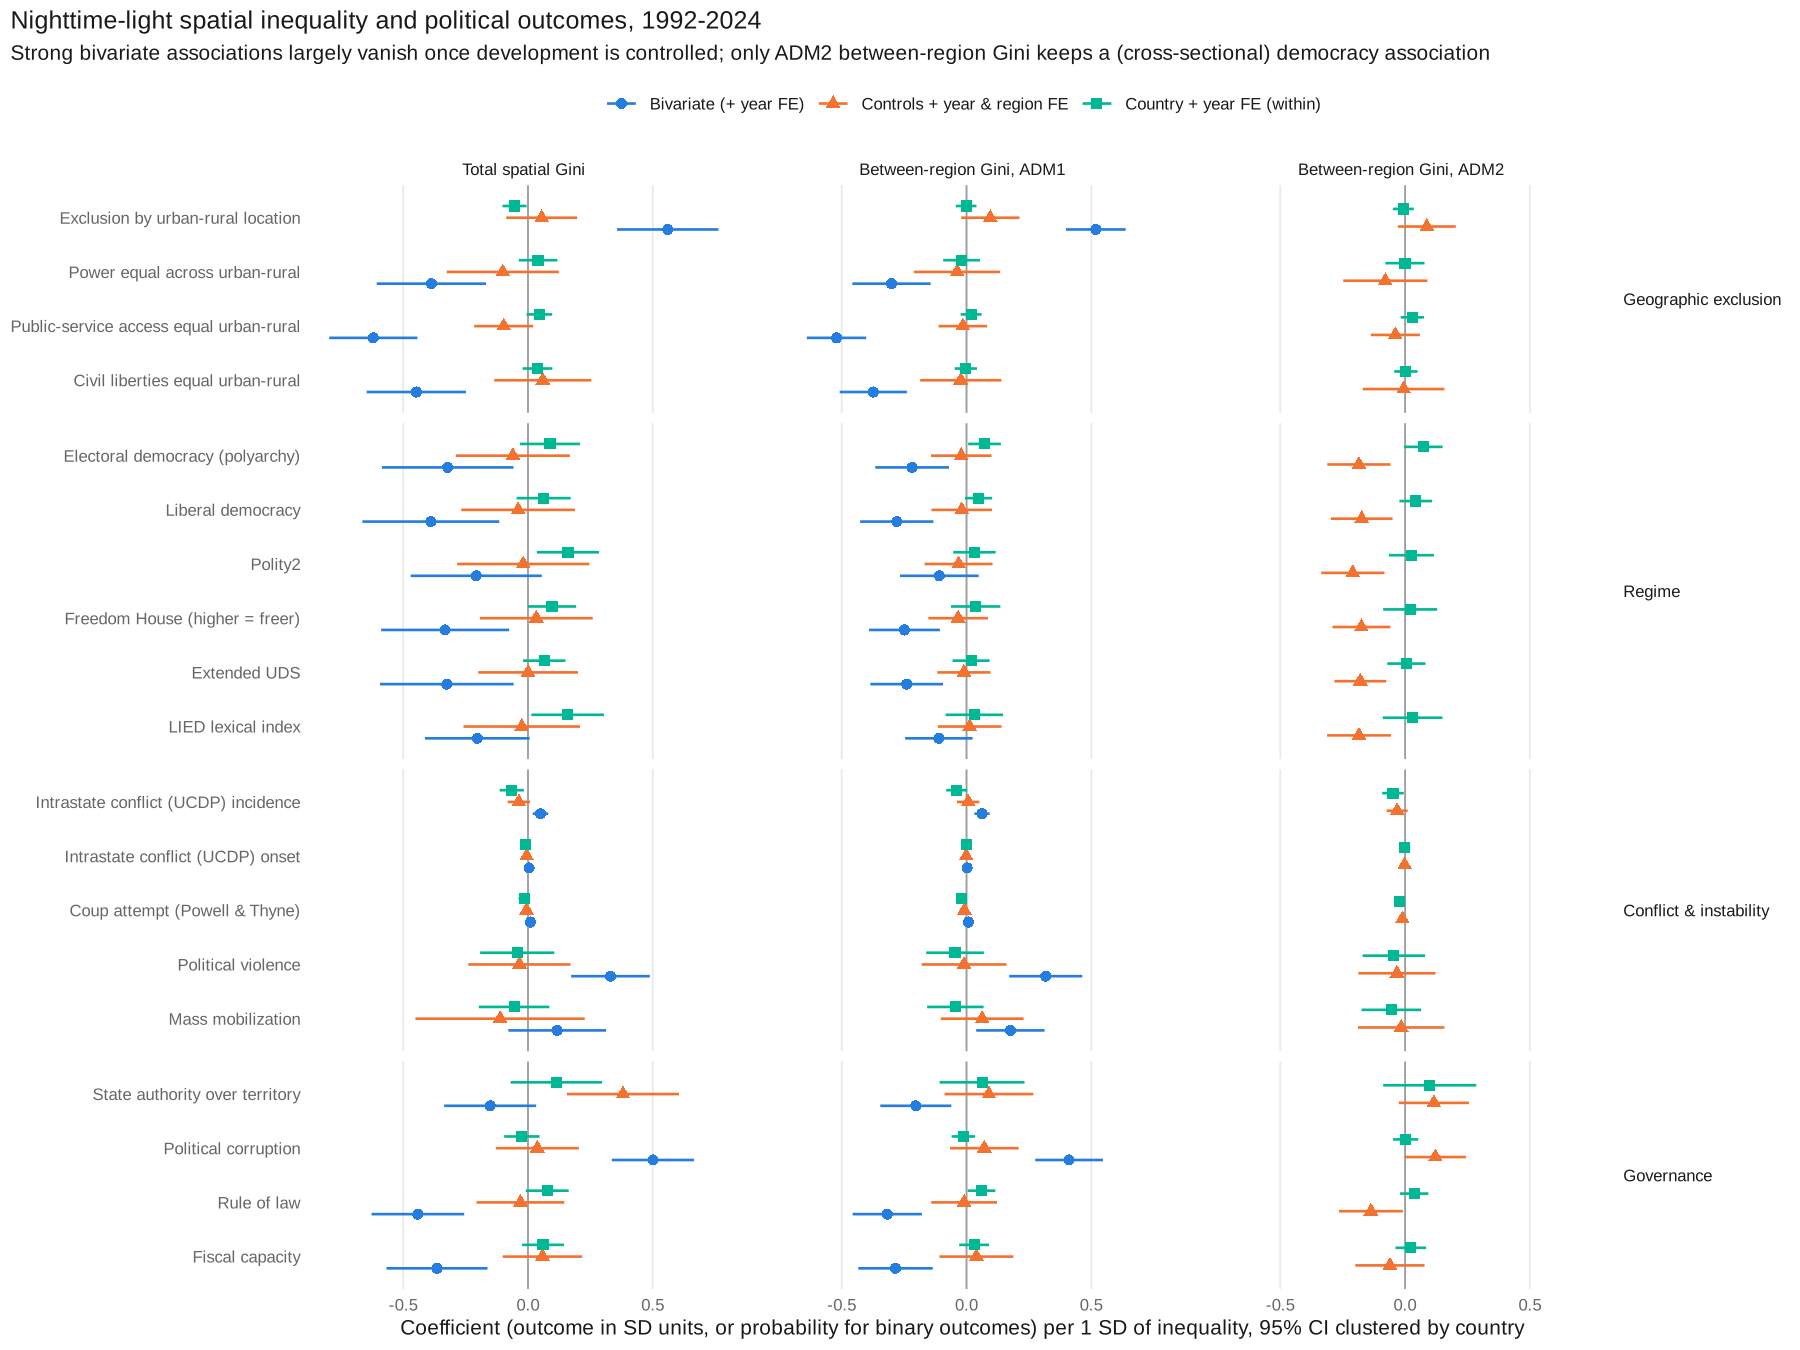 Nighttime-light spatial inequality and political outcomes, 1992-2024
Strong bivariate associations largely vanish once development is controlled; only ADM2 between-region Gini keeps a (cross-sectional) democracy association
Bivariate (+ year FE) Controls + year & region FE Country + year FE (within)
Total spatial Gini Between-region Gini, ADM1 Between-region Gini, ADM2
Exclusion by urban-rural location
Power equal across urban-rural
Geographic exclusion
Public-service access equal urban-rural
Civil liberties equal urban-rural
Electoral democracy (polyarchy)
Liberal democracy
Polity2
Regime
Freedom House (higher = freer)
Extended UDS
LIED lexical index
Intrastate conflict (UCDP) incidence
Intrastate conflict (UCDP) onset
Coup attempt (Powell & Thyne) Conflict & instability
Political violence
Mass mobilization
State authority over territory
Political corruption
Governance
Rule of law
Fiscal capacity
-0.5 0.0 0.5 -0.5 0.0 0.5 -0.5 0.0 0.5
Coefficient (outcome in SD units, or probability for binary outcomes) per 1 SD of inequality, 95% CI clustered by country